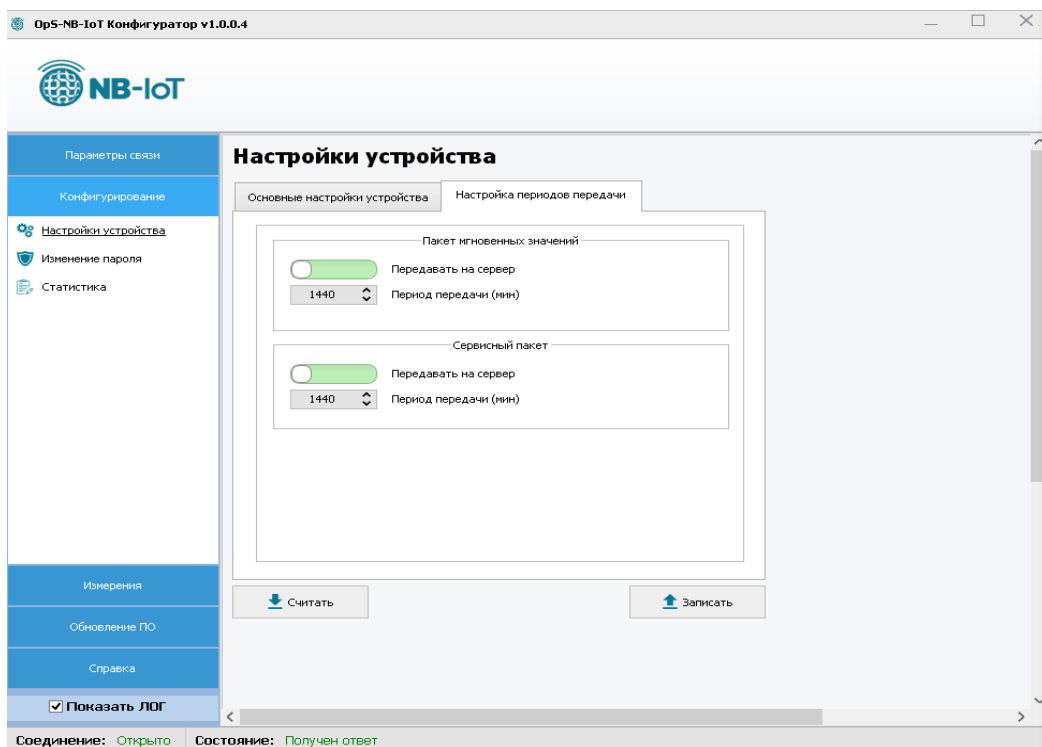 OpS-NB-IoT Конфигуратор v1.0.0.4
NB-IoT
Параметры связи
Конфигурирование
Настройки устройства
Изменение пароля
Статистика
Измерения
Обновление ПО
Справка
Показать ЛОГ
Настройки устройства
Основные настройки устройства
Настройка периодов передачи
Пакет мгновенных значений
Передавать на сервер
1440 Период передачи (мин)
Сервисный пакет
Передавать на сервер
1440 Период передачи (мин)
Считать
Записать
Соединение: Открыто Состояние: Получен ответ